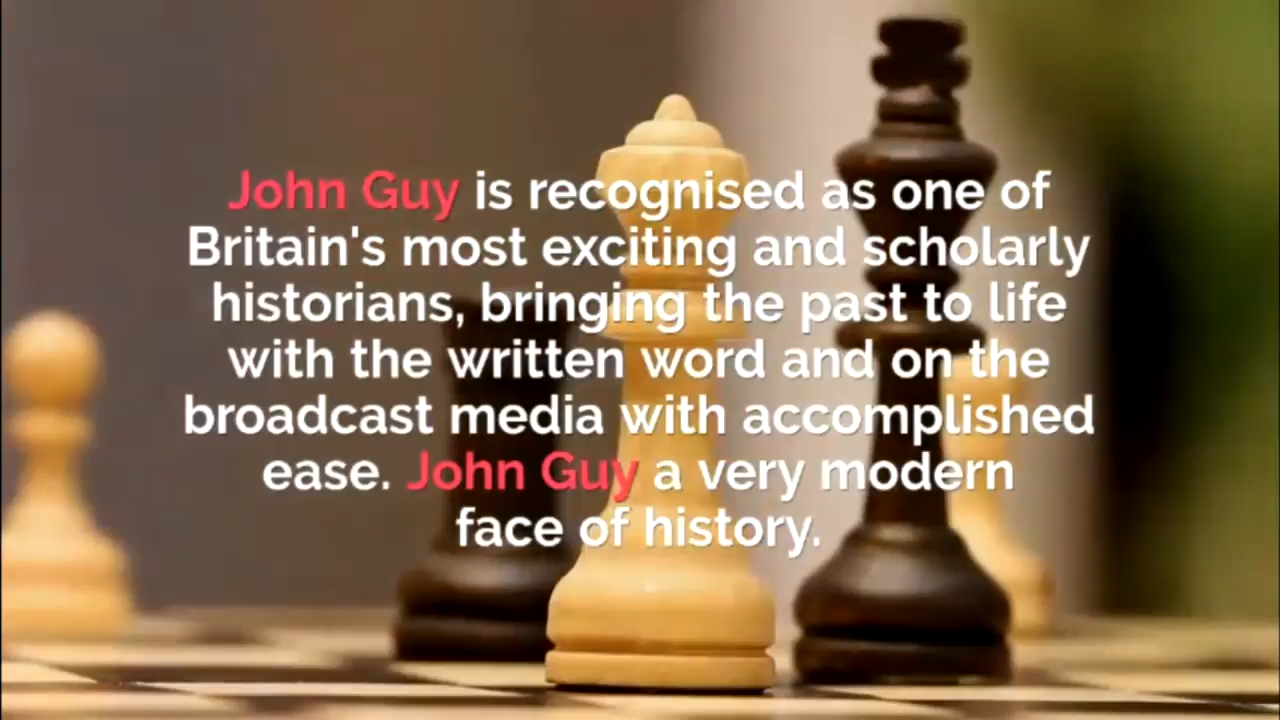 John Guy is recognised as one of
Britain's most exciting and scholarly
historians, bringing the past to life
with the written word and on the
broadcast media with accomplished
ease. John Guy a very modern
face of history.